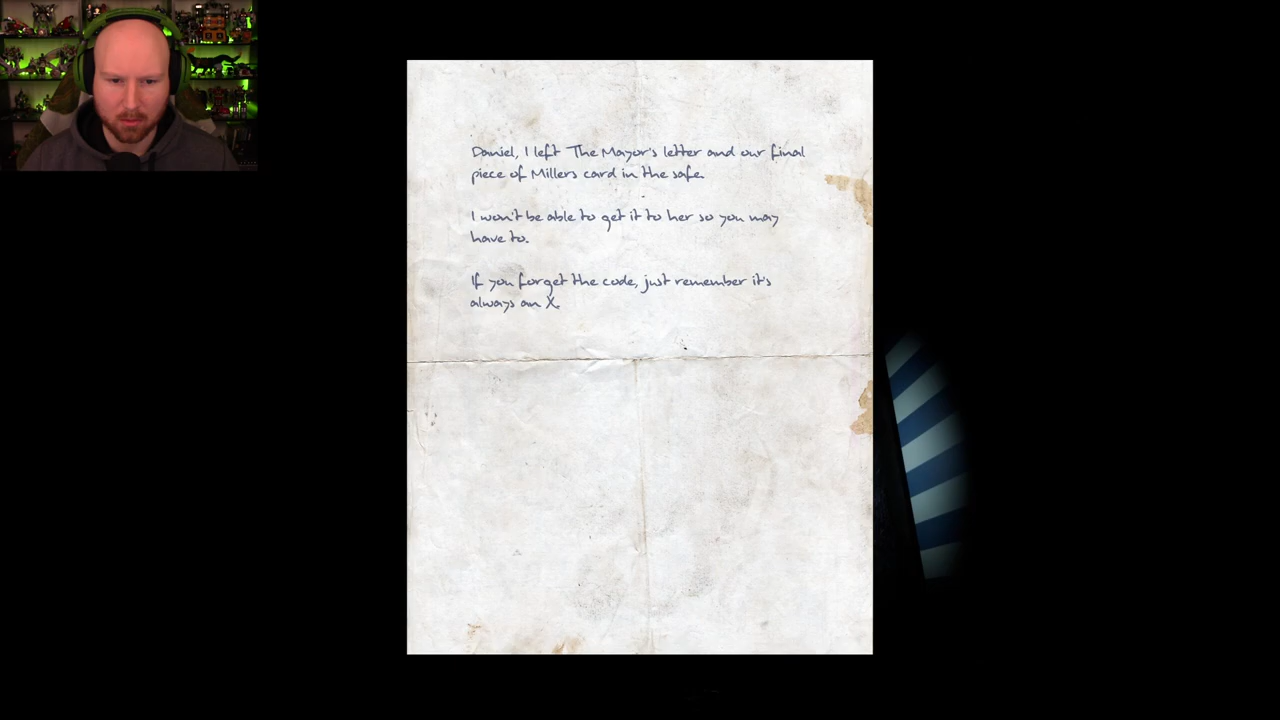 Daniel, I left The Mayor's letter and our final
piece of Millers card in the safe.
I won't be able to get it to her so you may
have to.
If you forget the code, just remember it's
always an X.